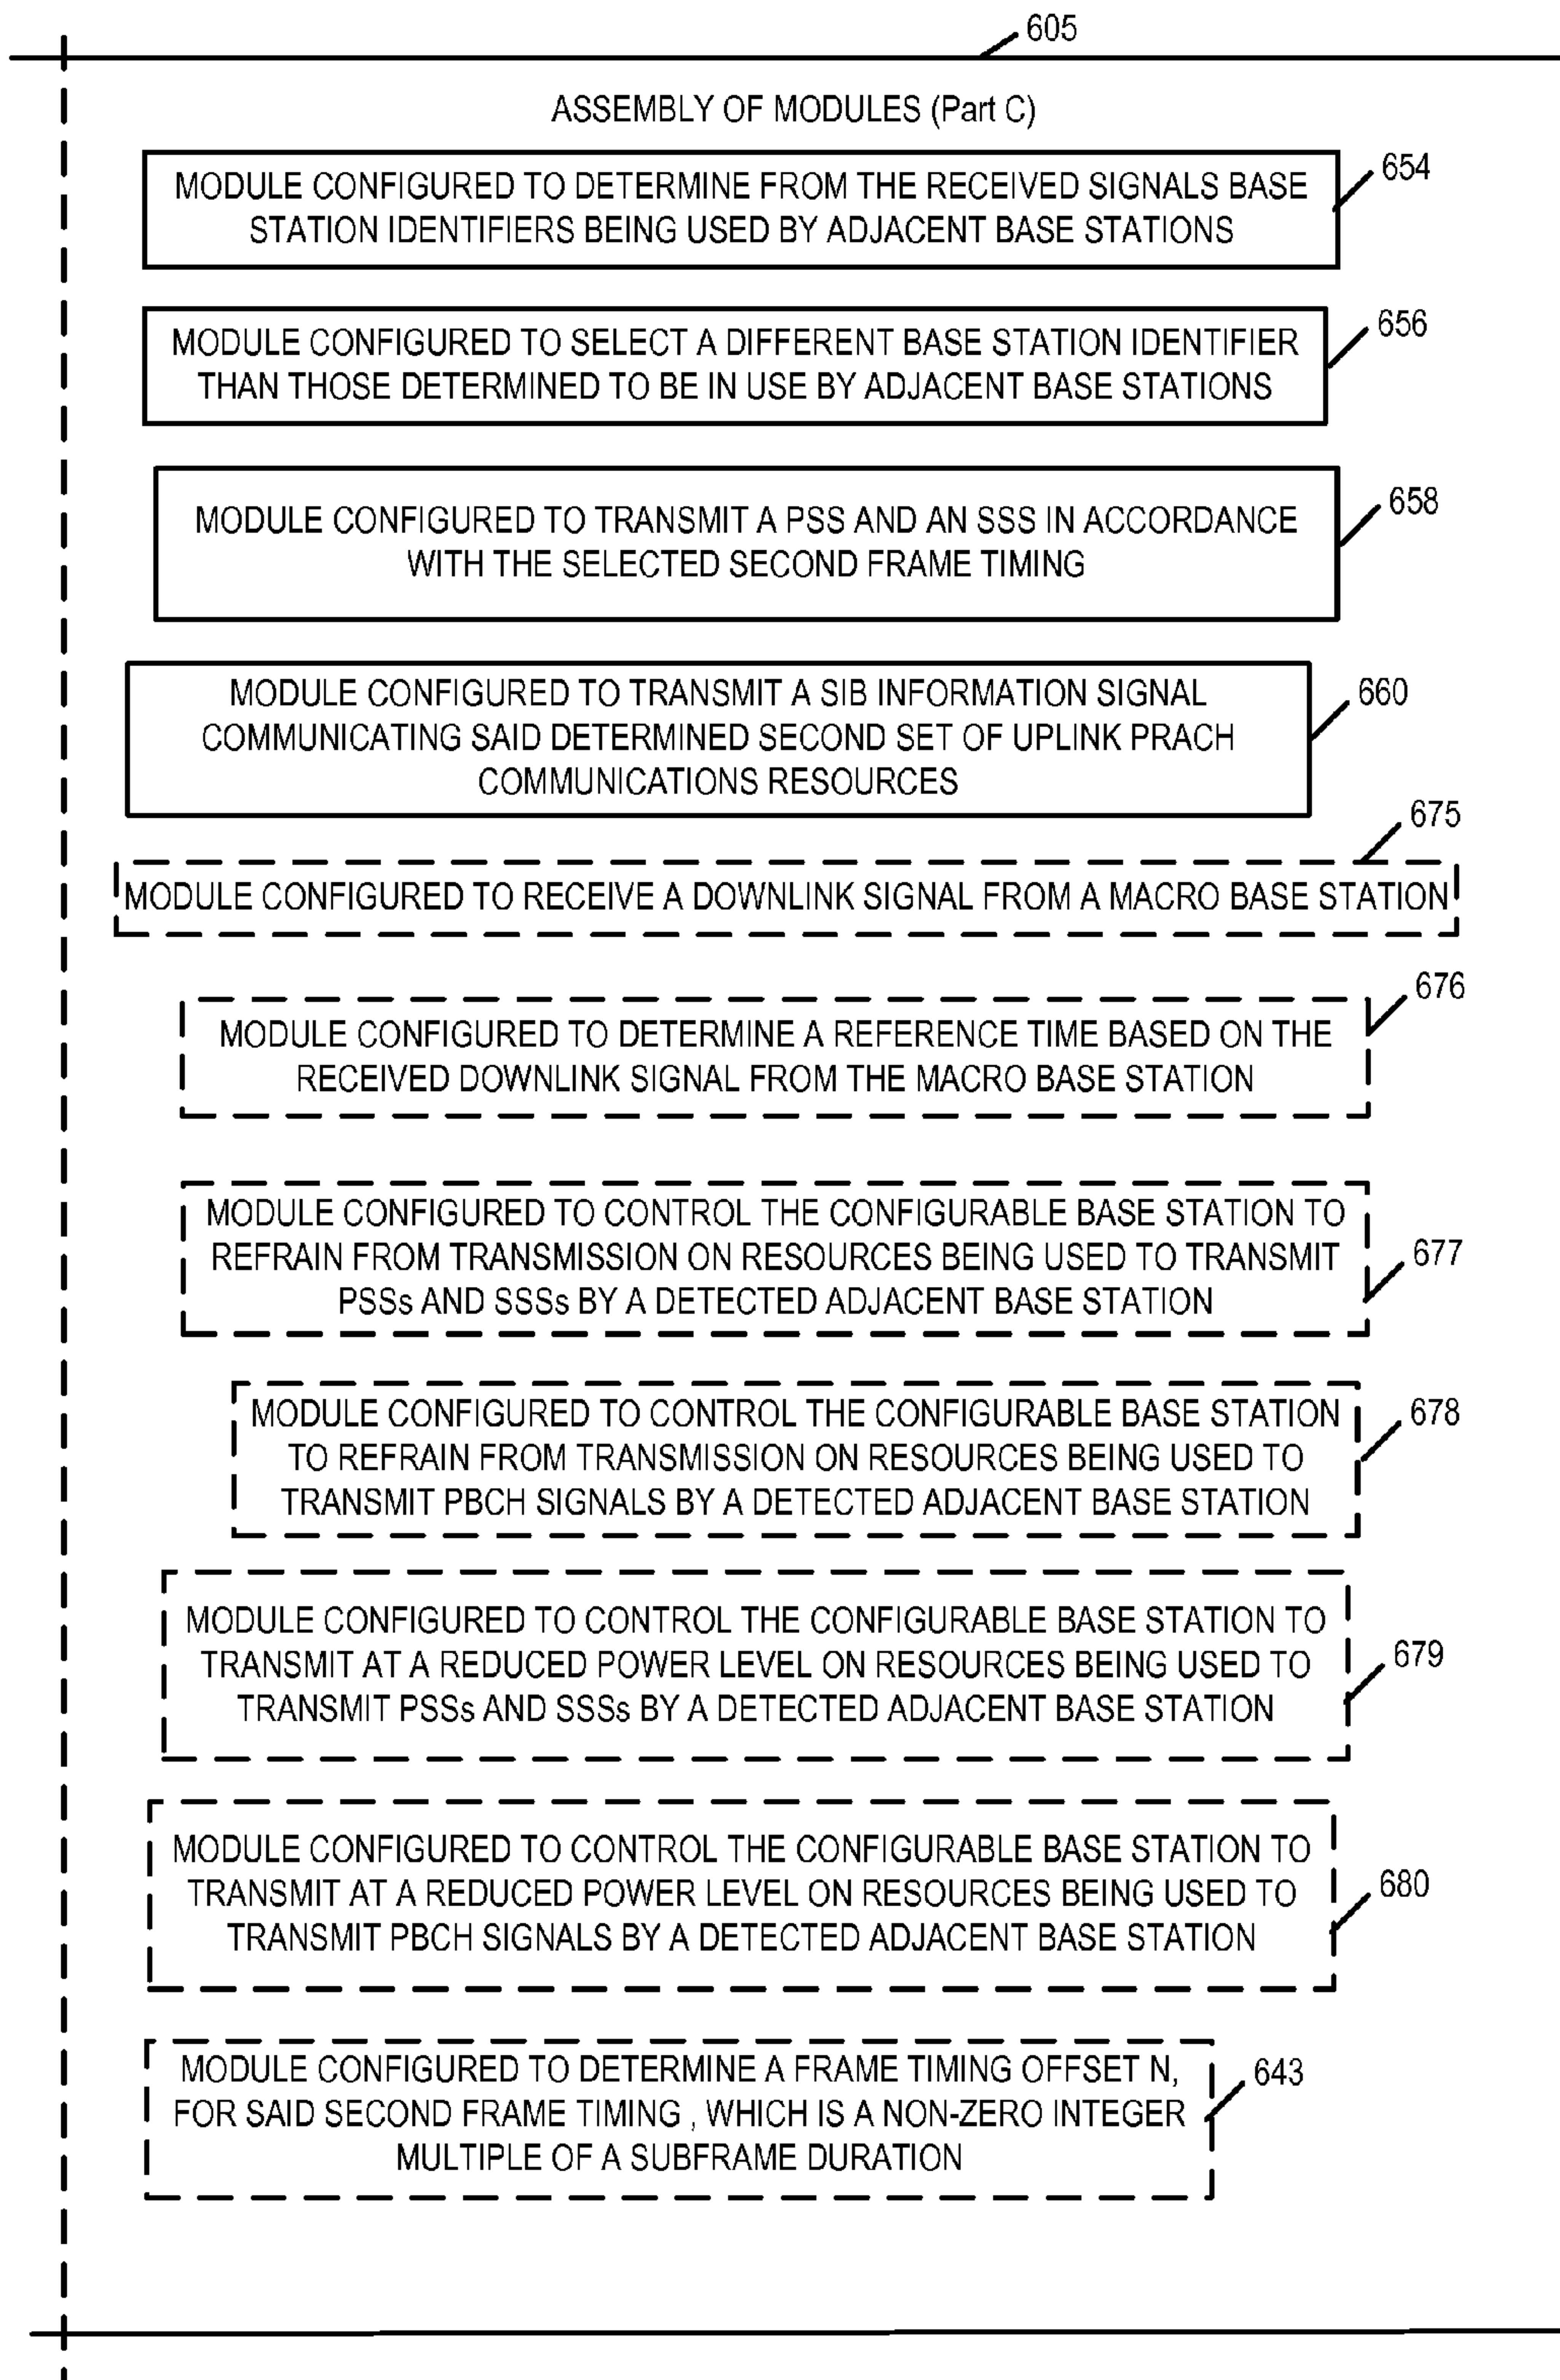 605
ASSEMBLY OF MODULES (Part C)
MODULE CONFIGURED TO DETERMINE FROM THE RECEIVED SIGNALS BASE
STATION IDENTIFIERS BEING USED BY ADJACENT BASE STATIONS
654
MODULE CONFIGURED TO SELECT A DIFFERENT BASE STATION IDENTIFIER
THAN THOSE DETERMINED TO BE IN USE BY ADJACENT BASE STATIONS
656
MODULE CONFIGURED TO TRANSMIT A PSS AND AN SSS IN ACCORDANCE
WITH THE SELECTED SECOND FRAME TIMING
658
MODULE CONFIGURED TO TRANSMIT A SIB INFORMATION SIGNAL
COMMUNICATING SAID DETERMINED SECOND SET OF UPLINK PRACH
COMMUNICATIONS RESOURCES
660
675
MODULE CONFIGURED TO RECEIVE A DOWNLINK SIGNAL FROM A MACRO BASE STATION
676
MODULE CONFIGURED TO DETERMINE A REFERENCE TIME BASED ON THE
RECEIVED DOWNLINK SIGNAL FROM THE MACRO BASE STATION
MODULE CONFIGURED TO CONTROL THE CONFIGURABLE BASE STATION TO
REFRAIN FROM TRANSMISSION ON RESOURCES BEING USED TO TRANSMIT
PSSs AND SSSs BY A DETECTED ADJACENT BASE STATION
677
MODULE CONFIGURED TO CONTROL THE CONFIGURABLE BASE STATION
TO REFRAIN FROM TRANSMISSION ON RESOURCES BEING USED TO
TRANSMIT PBCH SIGNALS BY A DETECTED ADJACENT BASE STATION
678
MODULE CONFIGURED TO CONTROL THE CONFIGURABLE BASE STATION TO
TRANSMIT AT A REDUCED POWER LEVEL ON RESOURCES BEING USED TO
TRANSMIT PSSs AND SSSs BY A DETECTED ADJACENT BASE STATION
679
MODULE CONFIGURED TO CONTROL THE CONFIGURABLE BASE STATION TO
TRANSMIT AT A REDUCED POWER LEVEL ON RESOURCES BEING USED TO
TRANSMIT PBCH SIGNALS BY A DETECTED ADJACENT BASE STATION
680
MODULE CONFIGURED TO DETERMINE A FRAME TIMING OFFSET N,
FOR SAID SECOND FRAME TIMING , WHICH IS A NON-ZERO INTEGER
MULTIPLE OF A SUBFRAME DURATION
643